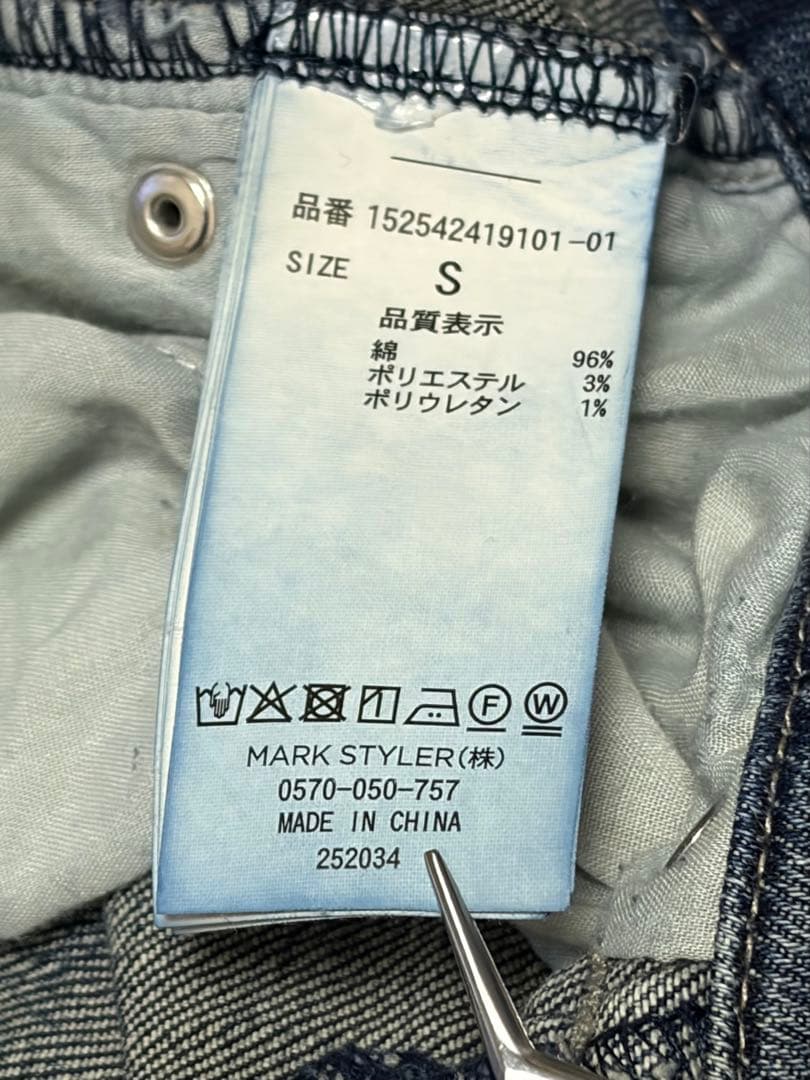 品番 152542419101-01
SIZE S
品質表示
綿 96%
ポリエステル 3%
ポリウレタン 1%
F W
MARK STYLER(株)
0570-050-757
MADE IN CHINA
252034